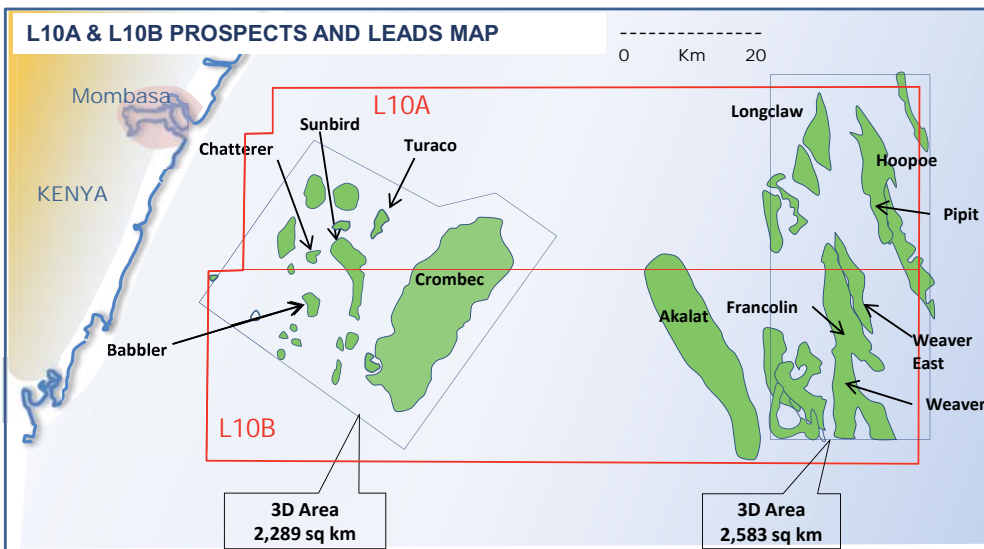 L10A & L10B PROSPECTS AND LEADS MAP
0 Km 20
Mombasa
KENYA
L10A
Longclaw
Sunbird
Chatterer
Turaco
Hoopoe
Pipit
Crombec
Akalat
Francolin
Babbler
Weaver
East
Weaver
L10B
3D Area
2,289 sq km
3D Area
2,583 sq km